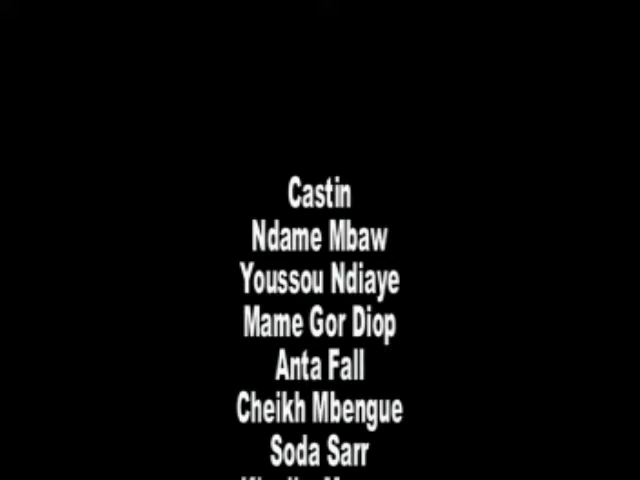 Castin
Ndame Mbaw
Youssou Ndiaye
Mame Gor Diop
Anta Fall
Cheikh Mbengue
Soda Sarr